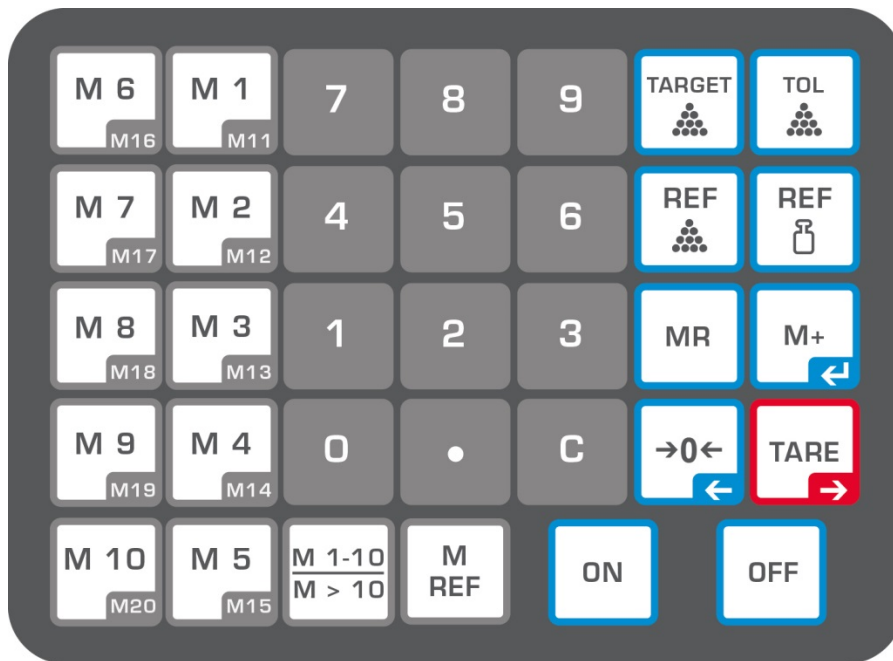 M 6 M 1 7 8 9 TARGET TOL
M16 M11
M 7 M 2 4 5 6 REF REF
M17 M12
M 8 M 3 1 2 3 MR M+
M18 M13
M 9 M 4 0 . C →0← TARE
M19 M14
M 10 M 5 M 1-10 M ON OFF
M > 10 REF
M20 M15